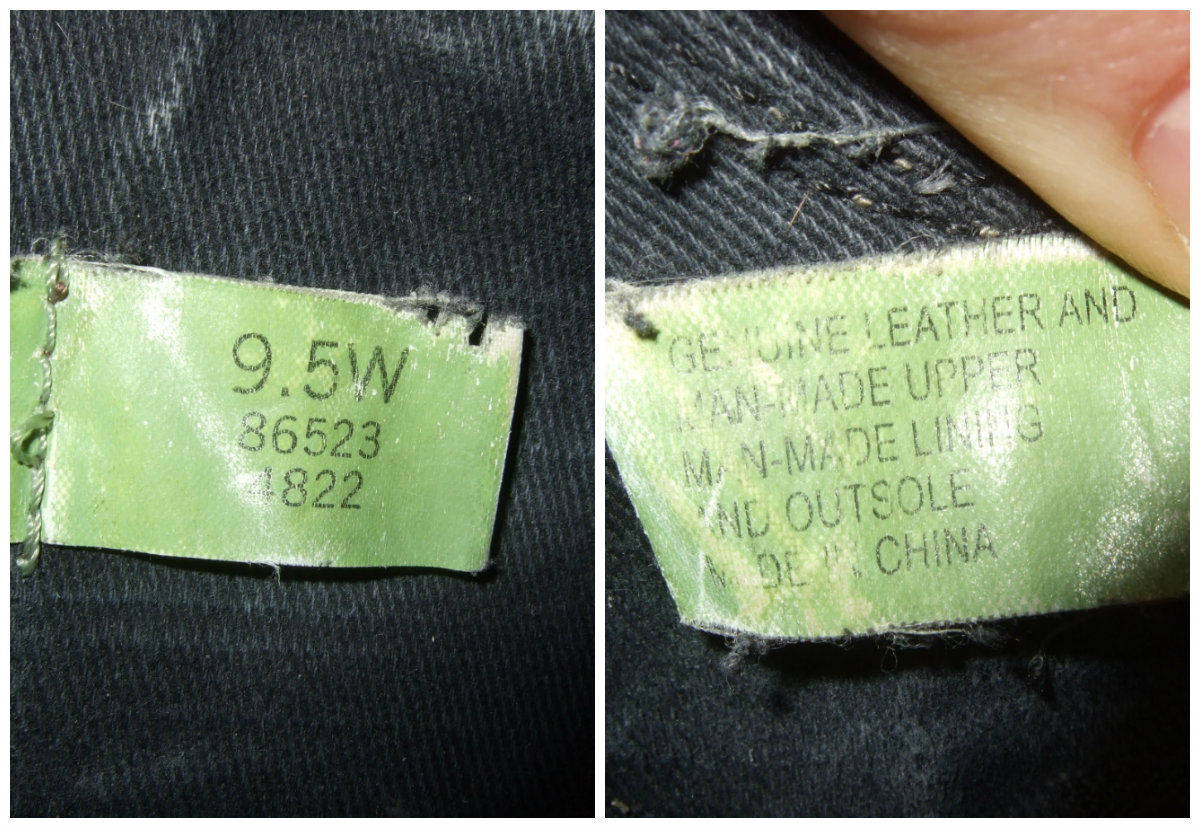 9.5W
86523
4822
GENUINE LEATHER AND
MAN-MADE UPPER
MAN-MADE LINING
AND OUTSOLE
MADE IN CHINA